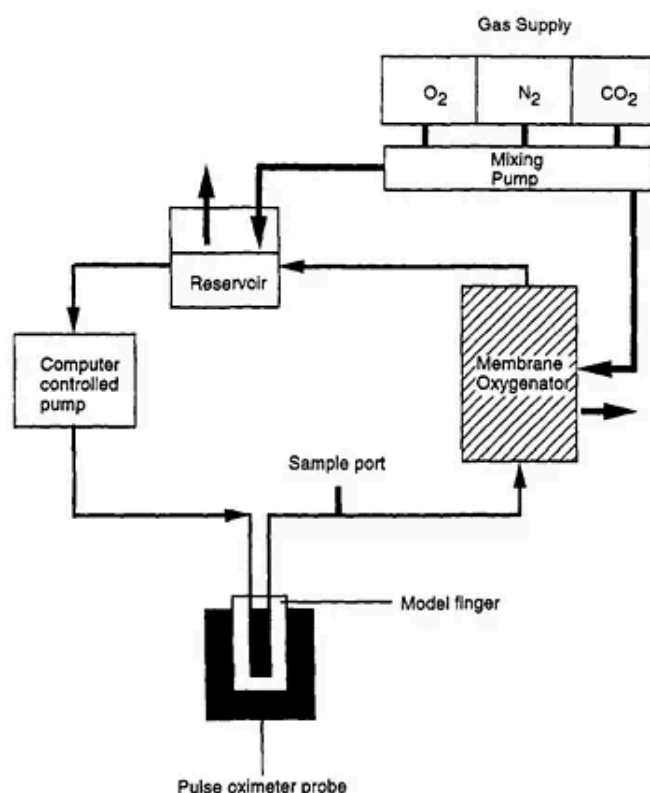 Gas Supply
O₂ N₂ CO₂
Mixing
Pump
Reservoir
Computer
controlled
pump
Membrane
Oxygenator
Sample port
Model finger
Pulse oximeter probe